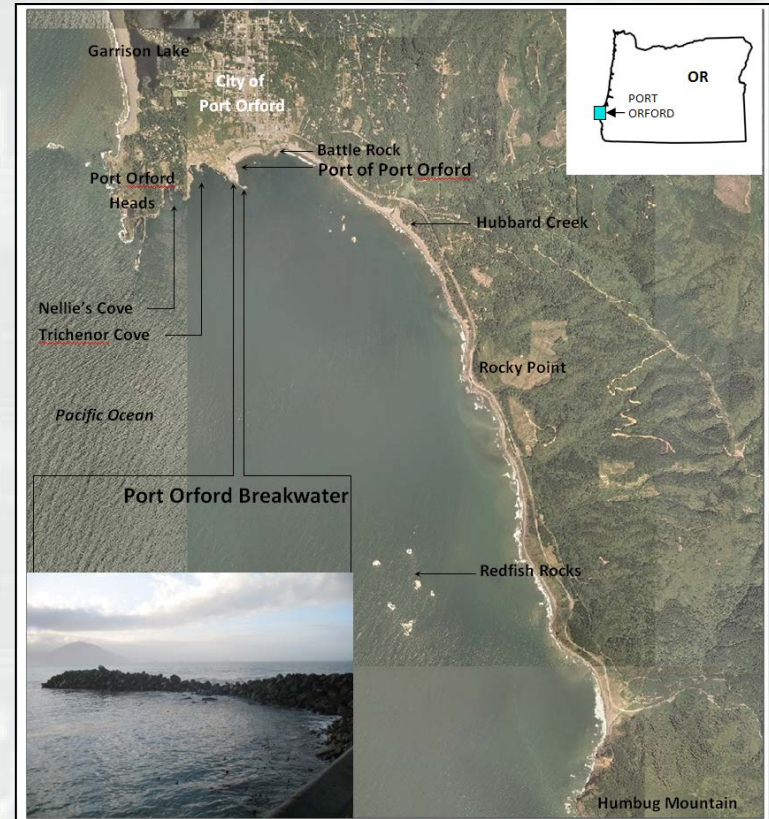 Garrison Lake
City of
Port Orford
OR
PORT
ORFORD
Battle Rock
Port of Port Orford
Port Orford
Heads
Hubbard Creek
Nellie's Cove
Trichenor Cove
Rocky Point
Pacific Ocean
Port Orford Breakwater
Redfish Rocks
Humbug Mountain